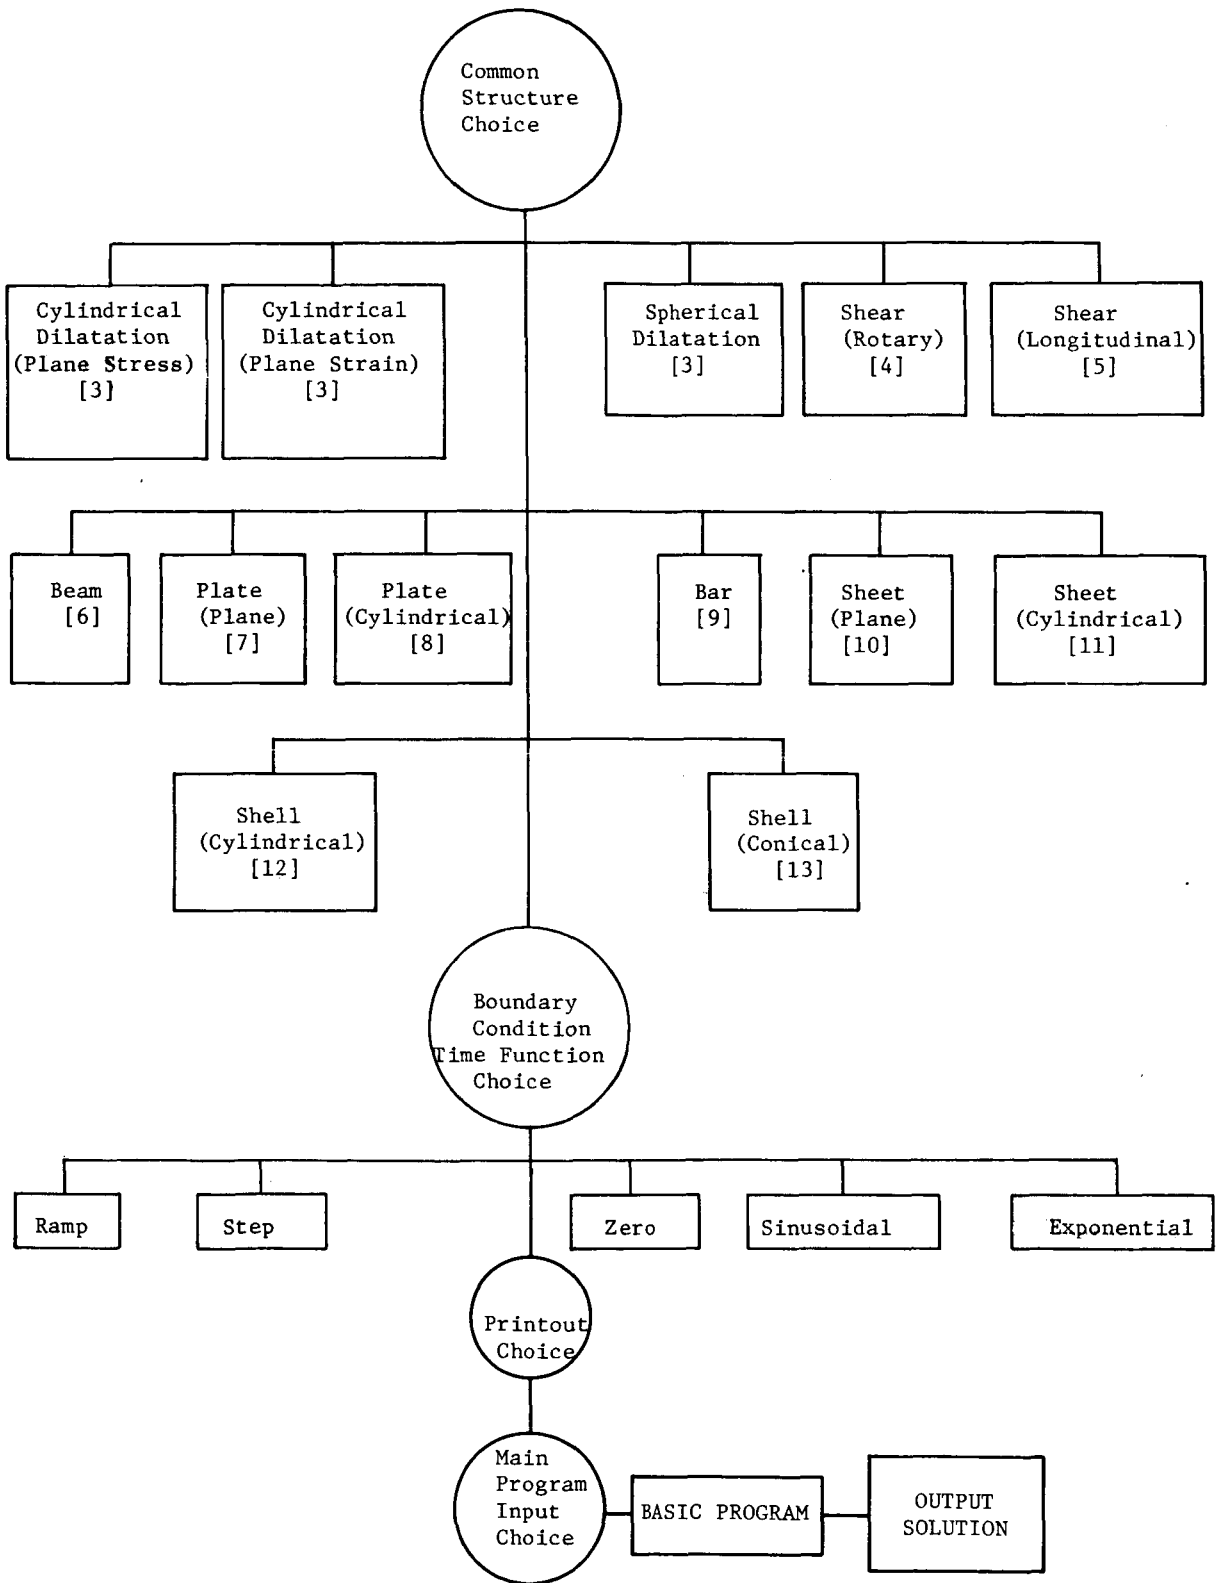 Common
Structure
Choice
Cylindrical
Dilatation
(Plane Stress)
[3]
Cylindrical
Dilatation
(Plane Strain)
[3]
Spherical
Dilatation
[3]
Shear
(Rotary)
[4]
Shear
(Longitudinal)
[5]
Beam
[6]
Plate
(Plane)
[7]
Plate
(Cylindrical)
[8]
Bar
[9]
Sheet
(Plane)
[10]
Sheet
(Cylindrical)
[11]
Shell
(Cylindrical)
[12]
Shell
(Conical)
[13]
Boundary
Condition
Time Function
Choice
Ramp
Step
Zero
Sinusoidal
Exponential
Printout
Choice
Main
Program
Input
Choice
BASIC PROGRAM
OUTPUT
SOLUTION